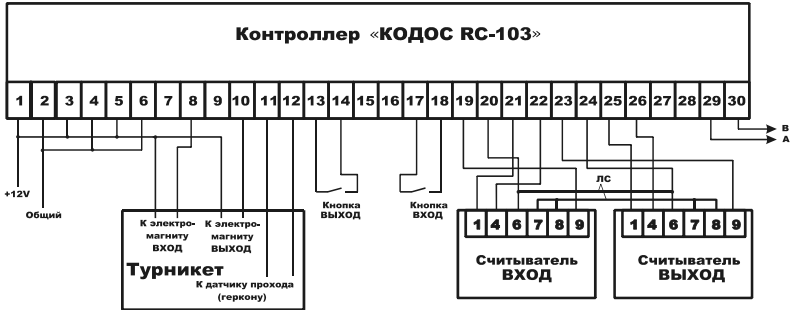 Контроллер «КОДОС RC-103»
1 2 3 4 5 6 7 8 9 10 11 12 13 14 15 16 17 18 19 20 21 22 23 24 25 26 27 28 29 30
B
A
+12V
Общий
К электро-
магниту
ВХОД
К электро-
магниту
ВЫХОД
Турникет
К датчику прохода
(геркону)
Кнопка
ВЫХОД
Кнопка
ВХОД
ЛС
1 4 6 7 8 9
Считыватель
ВХОД
1 4 6 7 8 9
Считыватель
ВЫХОД